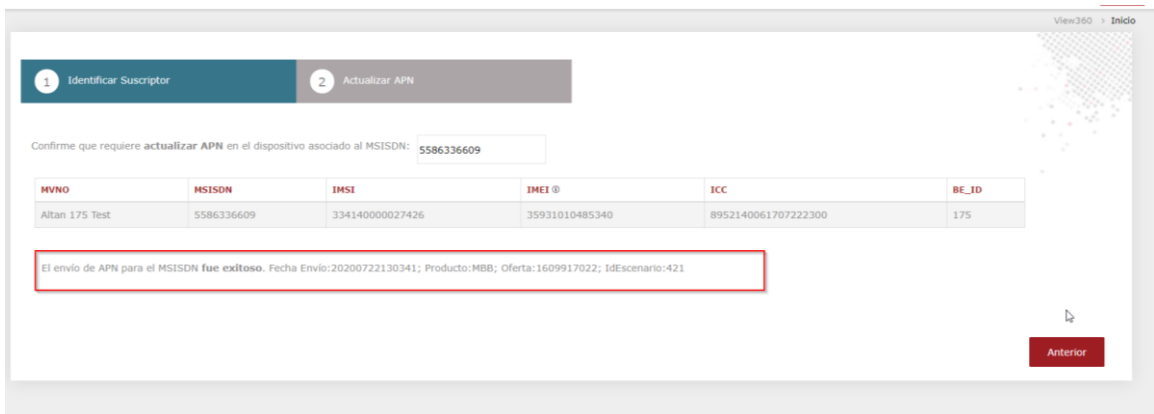 View360 > Inicio
1 Identificar Suscriptor 2 Actualizar APN
Confirme que requiere actualizar APN en el dispositivo asociado al MSISDN: 5586336609
MVNO MSISDN IMSI IMEI ICC BE_ID
Altan 175 Test 5586336609 334140000027426 35931010485340 8952140061707222300 175
El envío de APN para el MSISDN fue exitoso. Fecha Envío:20200722130341; Producto:MBB; Oferta:1609917022; IdEscenario:421
Anterior